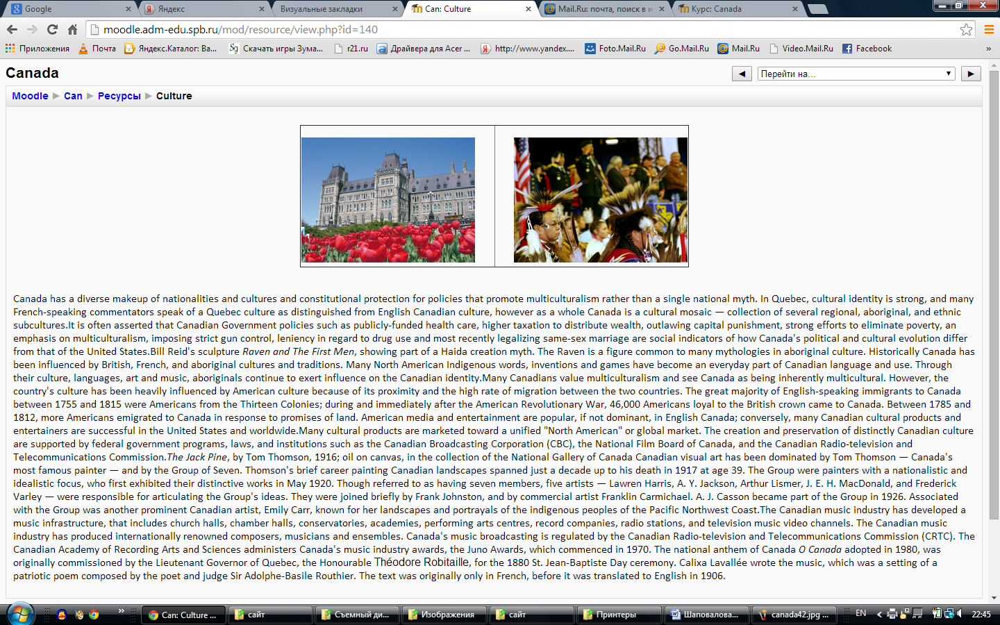 Google
Яндекс
Визуальные закладки
Can: Culture
Mail.Ru: почта, поиск в и
Курс: Canada
moodle.adm-edu.spb.ru/mod/resource/view.php?id=140
Приложения
Почта
Яндекс.Каталог: Ва...
Скачать игры Зума...
r21.ru
Драйвера для Acer ...
http://www.yandex....
Foto.Mail.Ru
Go.Mail.Ru
Mail.Ru
Video.Mail.Ru
Facebook
»
Canada
◄
Перейти на...
►
Moodle ► Can ► Ресурсы ► Culture
Canada has a diverse makeup of nationalities and cultures and constitutional protection for policies that promote multiculturalism rather than a single national myth. In Quebec, cultural identity is strong, and many
French-speaking commentators speak of a Quebec culture as distinguished from English Canadian culture, however as a whole Canada is a cultural mosaic — collection of several regional, aboriginal, and ethnic
subcultures.It is often asserted that Canadian Government policies such as publicly-funded health care, higher taxation to distribute wealth, outlawing capital punishment, strong efforts to eliminate poverty, an
emphasis on multiculturalism, imposing strict gun control, leniency in regard to drug use and most recently legalizing same-sex marriage are social indicators of how Canada's political and cultural evolution differ
from that of the United States.Bill Reid's sculpture Raven and The First Men, showing part of a Haida creation myth. The Raven is a figure common to many mythologies in aboriginal culture. Historically Canada has
been influenced by British, French, and aboriginal cultures and traditions. Many North American Indigenous words, inventions and games have become an everyday part of Canadian language and use. Through
their culture, languages, art and music, aboriginals continue to exert influence on the Canadian identity.Many Canadians value multiculturalism and see Canada as being inherently multicultural. However, the
country's culture has been heavily influenced by American culture because of its proximity and the high rate of migration between the two countries. The great majority of English-speaking immigrants to Canada
between 1755 and 1815 were Americans from the Thirteen Colonies; during and immediately after the American Revolutionary War, 46,000 Americans loyal to the British crown came to Canada. Between 1785 and
1812, more Americans emigrated to Canada in response to promises of land. American media and entertainment are popular, if not dominant, in English Canada; conversely, many Canadian cultural products and
entertainers are successful in the United States and worldwide.Many cultural products are marketed toward a unified "North American" or global market. The creation and preservation of distinctly Canadian culture
are supported by federal government programs, laws, and institutions such as the Canadian Broadcasting Corporation (CBC), the National Film Board of Canada, and the Canadian Radio-television and
Telecommunications Commission.The Jack Pine, by Tom Thomson, 1916; oil on canvas, in the collection of the National Gallery of Canada Canadian visual art has been dominated by Tom Thomson — Canada's
most famous painter — and by the Group of Seven. Thomson's brief career painting Canadian landscapes spanned just a decade up to his death in 1917 at age 39. The Group were painters with a nationalistic and
idealistic focus, who first exhibited their distinctive works in May 1920. Though referred to as having seven members, five artists — Lawren Harris, A. Y. Jackson, Arthur Lismer, J. E. H. MacDonald, and Frederick
Varley — were responsible for articulating the Group's ideas. They were joined briefly by Frank Johnston, and by commercial artist Franklin Carmichael. A. J. Casson became part of the Group in 1926. Associated
with the Group was another prominent Canadian artist, Emily Carr, known for her landscapes and portrayals of the indigenous peoples of the Pacific Northwest Coast.The Canadian music industry has developed a
music infrastructure, that includes church halls, chamber halls, conservatories, academies, performing arts centres, record companies, radio stations, and television music video channels. The Canadian music
industry has produced internationally renowned composers, musicians and ensembles. Canada's music broadcasting is regulated by the Canadian Radio-television and Telecommunications Commission (CRTC). The
Canadian Academy of Recording Arts and Sciences administers Canada's music industry awards, the Juno Awards, which commenced in 1970. The national anthem of Canada O Canada adopted in 1980, was
originally commissioned by the Lieutenant Governor of Quebec, the Honourable Théodore Robitaille, for the 1880 St. Jean-Baptiste Day ceremony. Calixa Lavallée wrote the music, which was a setting of a
patriotic poem composed by the poet and judge Sir Adolphe-Basile Routhier. The text was originally only in French, before it was translated to English in 1906.
»
Can: Culture ...
сайт
Съемный ди...
Изображения
сайт
Принтеры
Шаповалова...
canada42.jpg ...
EN
22:45